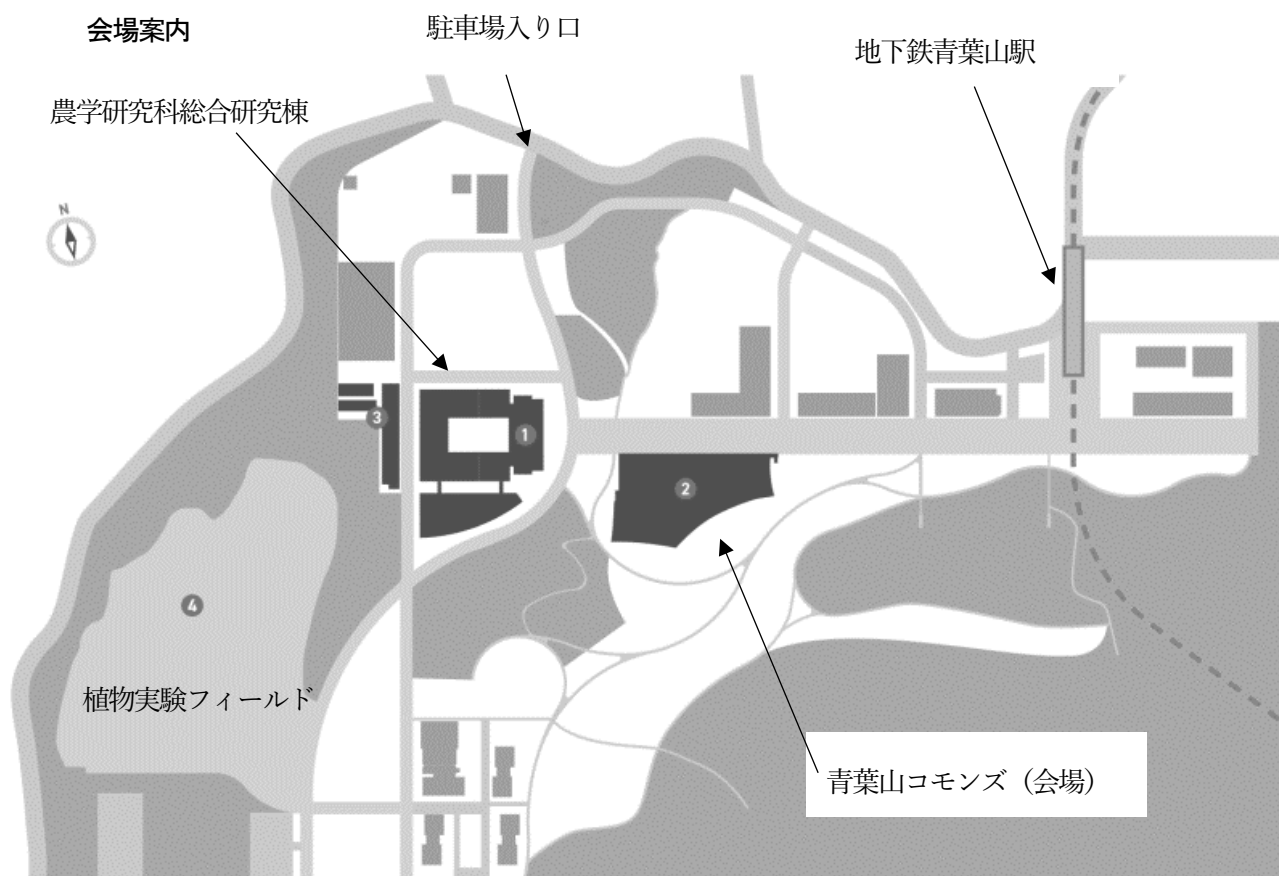 会場案内
駐車場入り口
地下鉄青葉山駅
農学研究科総合研究棟
N
3
1
2
4
植物実験フィールド
青葉山コモンズ（会場）